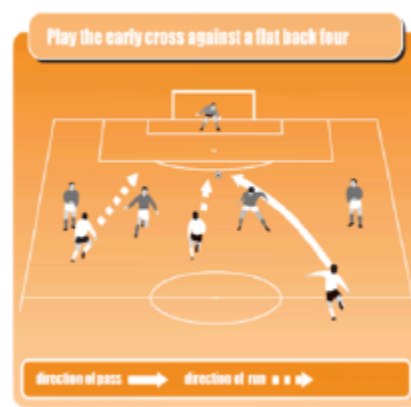 Play the early cross against a flat back four
direction of pass direction of run